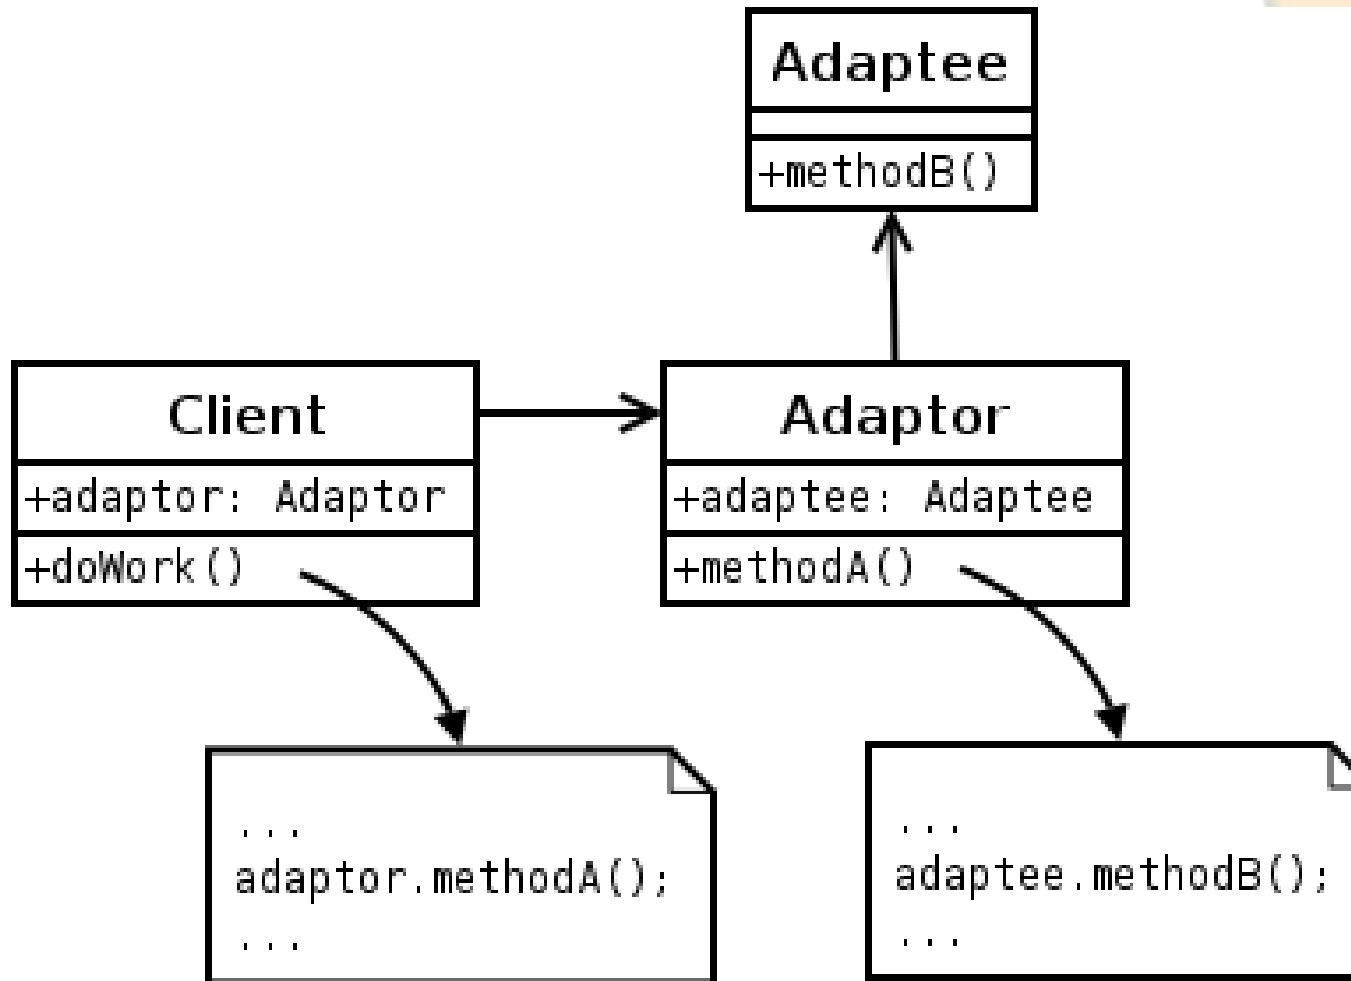 Adaptee
+methodB()
Client
+adaptor: Adaptor
+doWork()
Adaptor
+adaptee: Adaptee
+methodA()
...
adaptor.methodA();
...
...
adaptee.methodB();
...